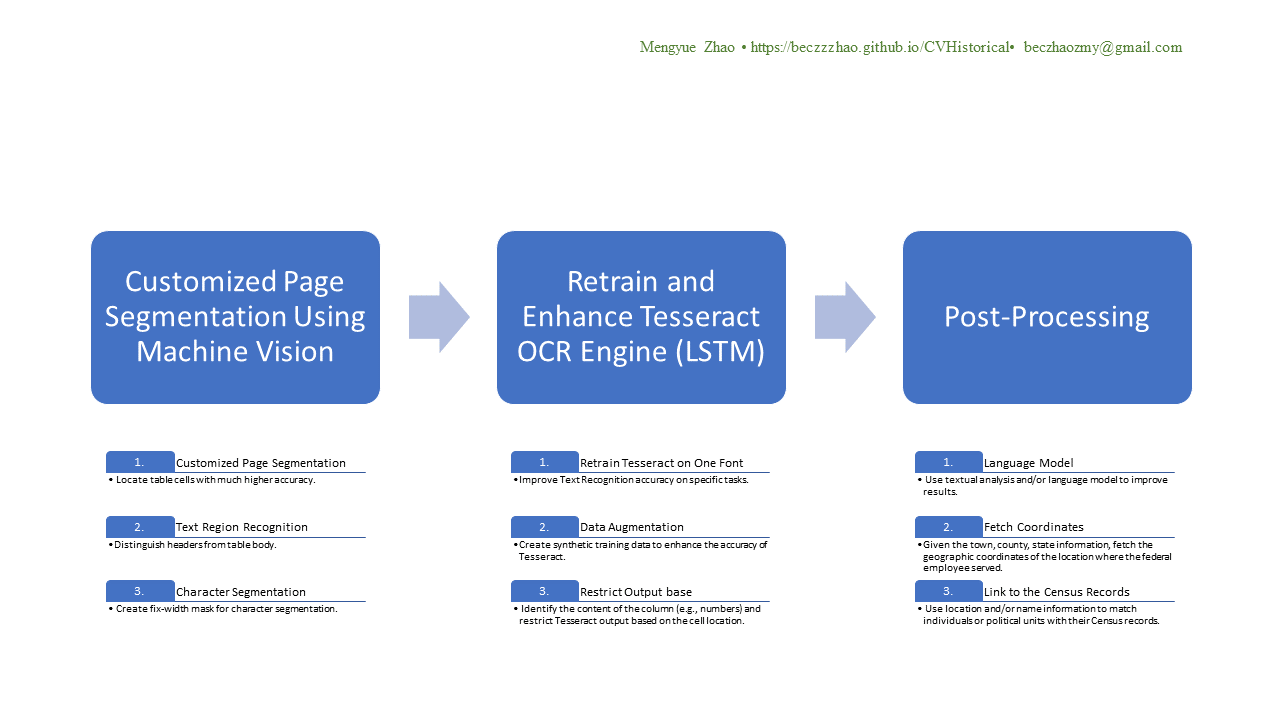 Mengyue Zhao • https://beczzzhao.github.io/CVHistorical• beczhaozmy@gmail.com
Customized Page
Segmentation Using
Machine Vision
Retrain and
Enhance Tesseract
OCR Engine (LSTM)
Post-Processing
1. Customized Page Segmentation
• Locate table cells with much higher accuracy.
2. Text Region Recognition
•Distinguish headers from table body.
3. Character Segmentation
• Create fix-width mask for character segmentation.
1. Retrain Tesseract on One Font
•Improve Text Recognition accuracy on specific tasks.
2. Data Augmentation
•Create synthetic training data to enhance the accuracy of
Tesseract.
3. Restrict Output base
• Identify the content of the column (e.g., numbers) and
restrict Tesseract output based on the cell location.
1. Language Model
• Use textual analysis and/or language model to improve
results.
2. Fetch Coordinates
•Given the town, county, state information, fetch the
geographic coordinates of the location where the federal
employee served.
3. Link to the Census Records
• Use location and/or name information to match
individuals or political units with their Census records.